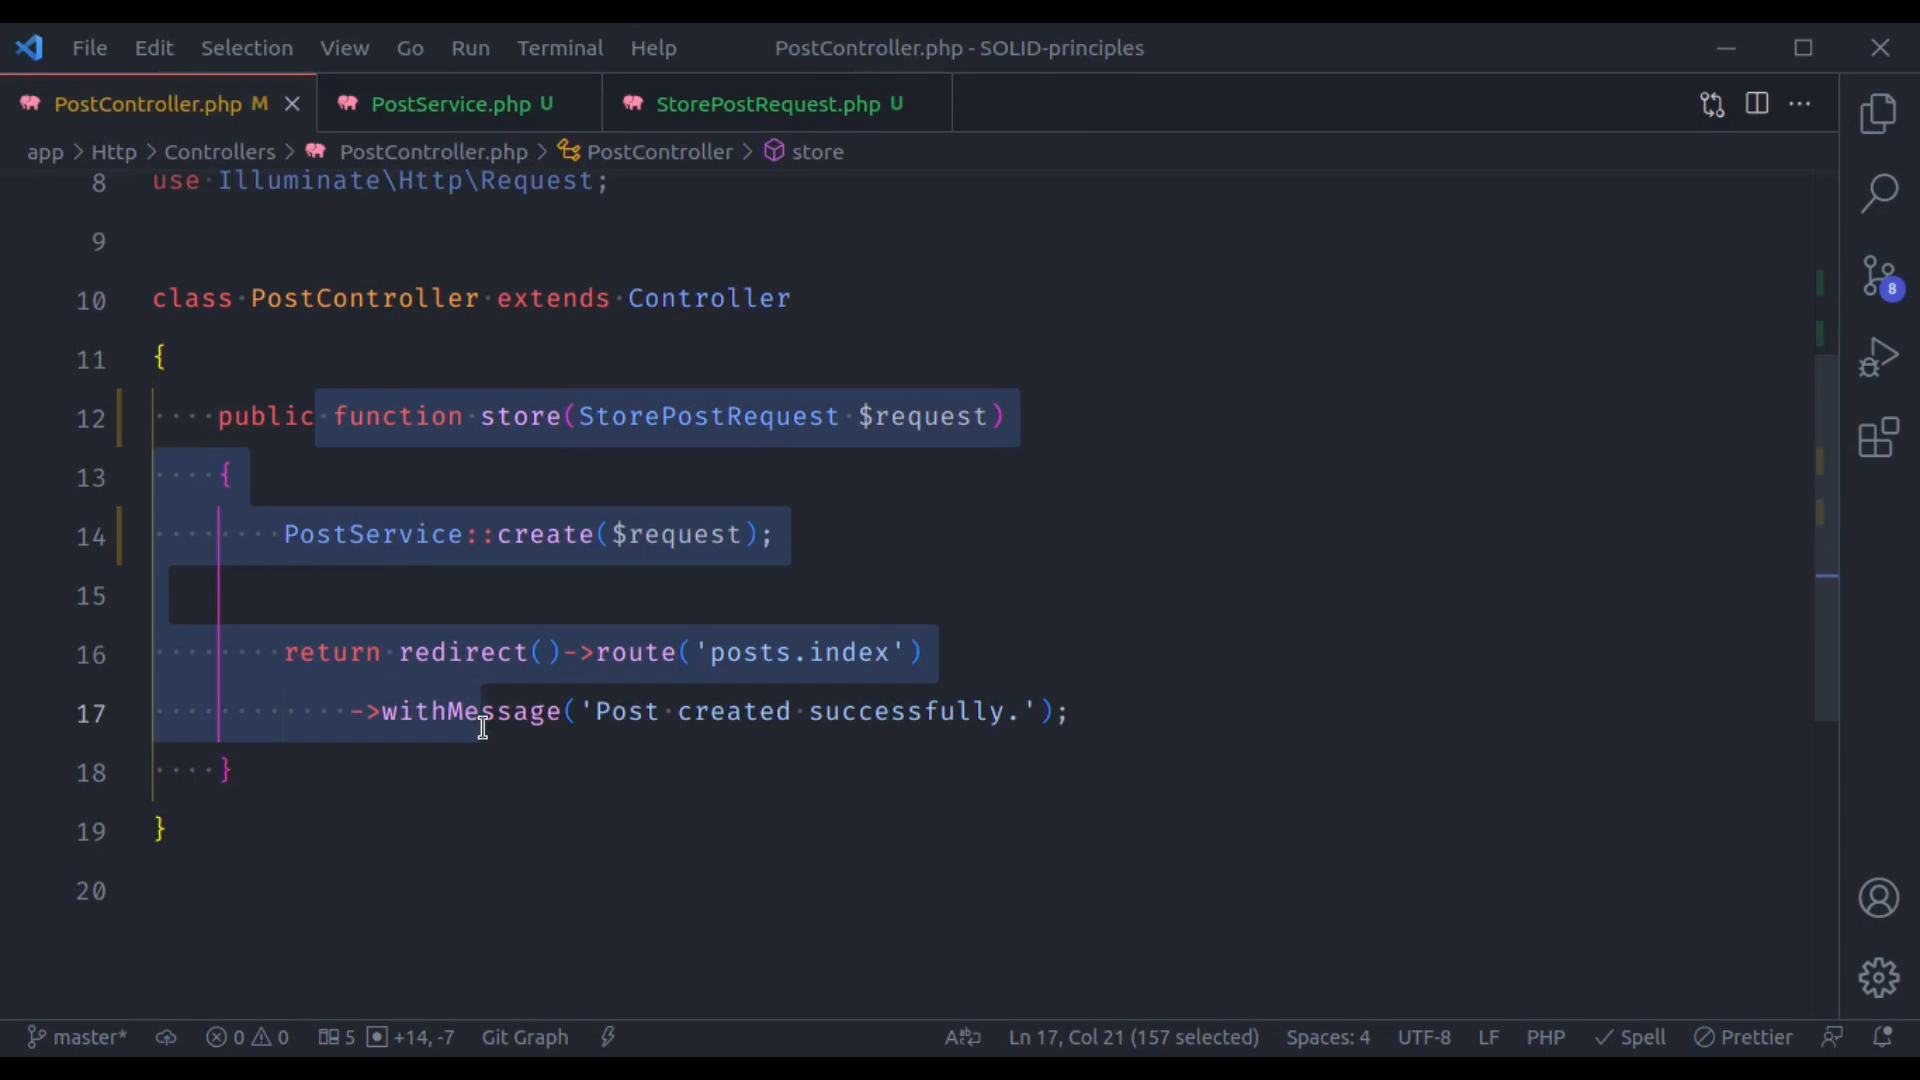 File Edit Selection View Go Run Terminal Help PostController.php - SOLID-principles
PostController.php M PostService.php U StorePostRequest.php U
app > Http > Controllers > PostController.php > PostController > store
8 use Illuminate\Http\Request;
9
10 class PostController extends Controller
11 {
12 public function store(StorePostRequest $request)
13 {
14 PostService::create($request);
15
16 return redirect()->route('posts.index')
17 ->withMessage('Post created successfully.');
18 }
19 }
20
8
master* 0 0 5 +14, -7 Git Graph Ln 17, Col 21 (157 selected) Spaces: 4 UTF-8 LF PHP Spell Prettier